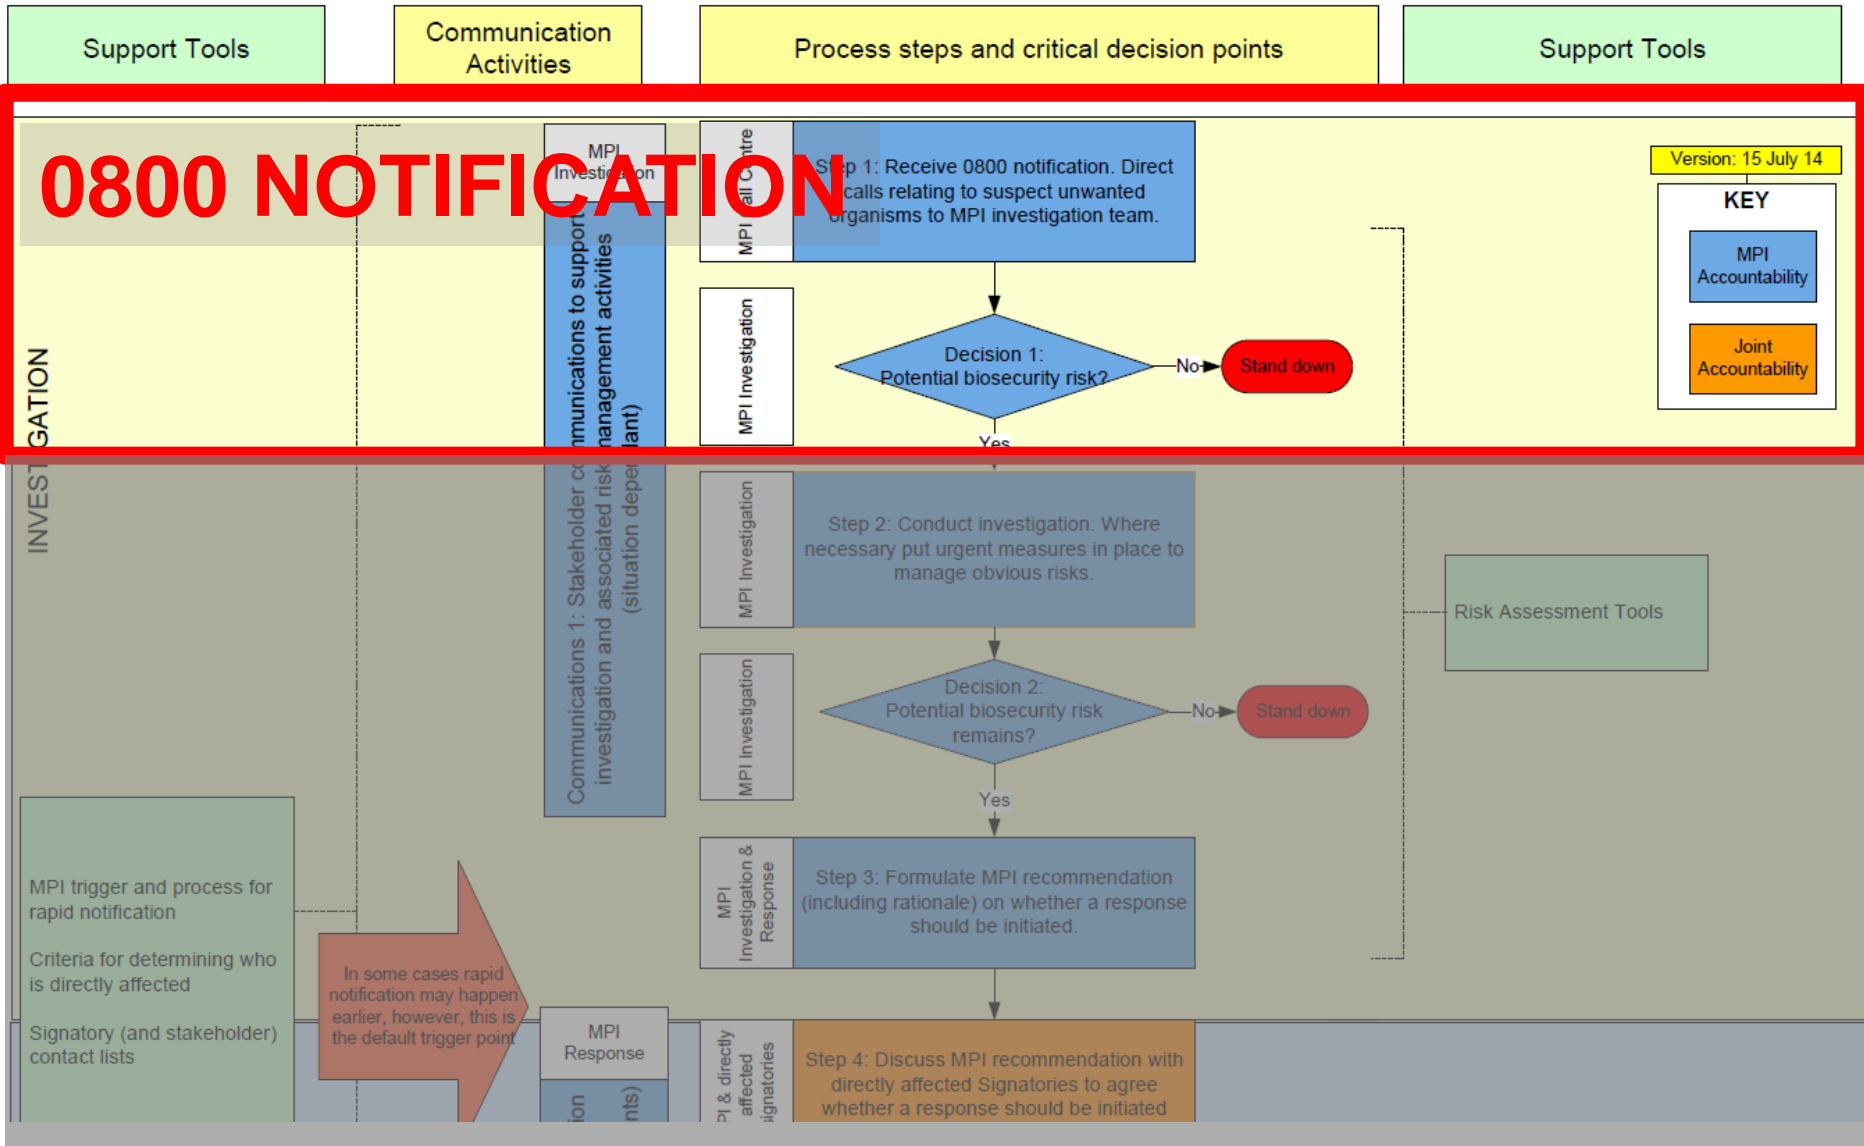 Support Tools
Communication
Activities
Process steps and critical decision points
Support Tools
0800 NOTIFICATION
INVESTIGATION
MPI
Investigation
Communications 1: Stakeholder communications to support
investigation and associated risk management activities
(situation dependant)
MPI Call Centre
Step 1: Receive 0800 notification. Direct
calls relating to suspect unwanted
organisms to MPI investigation team.
Version: 15 July 14
KEY
MPI
Accountability
Joint
Accountability
MPI Investigation
Decision 1:
Potential biosecurity risk?
No
Stand down
Yes
MPI Investigation
Step 2: Conduct investigation. Where
necessary put urgent measures in place to
manage obvious risks.
Risk Assessment Tools
MPI Investigation
Decision 2:
Potential biosecurity risk
remains?
No
Stand down
Yes
MPI
Investigation &
Response
Step 3: Formulate MPI recommendation
(including rationale) on whether a response
should be initiated.
MPI trigger and process for
rapid notification
Criteria for determining who
is directly affected
Signatory (and stakeholder)
contact lists
In some cases rapid
notification may happen
earlier, however, this is
the default trigger point
MPI
Response
PI & directly
affected
ignatories
Step 4: Discuss MPI recommendation with
directly affected Signatories to agree
whether a response should be initiated
ion
nts)